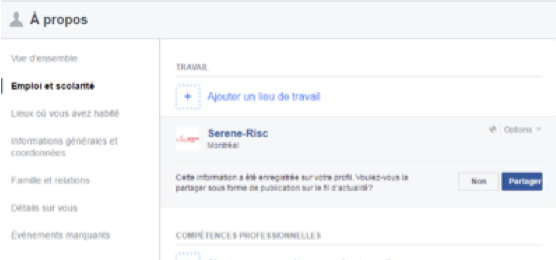 À propos
Vue d'ensemble
Emploi et scolarité
Lieux où vous avez habité
Informations générales et
coordonnées
Famille et relations
Détails sur vous
Événements marquants
TRAVAIL
+ Ajouter un lieu de travail
Serene-Risc
Montréal
Options
Cette information a été enregistrée sur votre profil. Voulez-vous la
partager sous forme de publication sur le fil d'actualité?
Non
Partager
COMPÉTENCES PROFESSIONNELLES